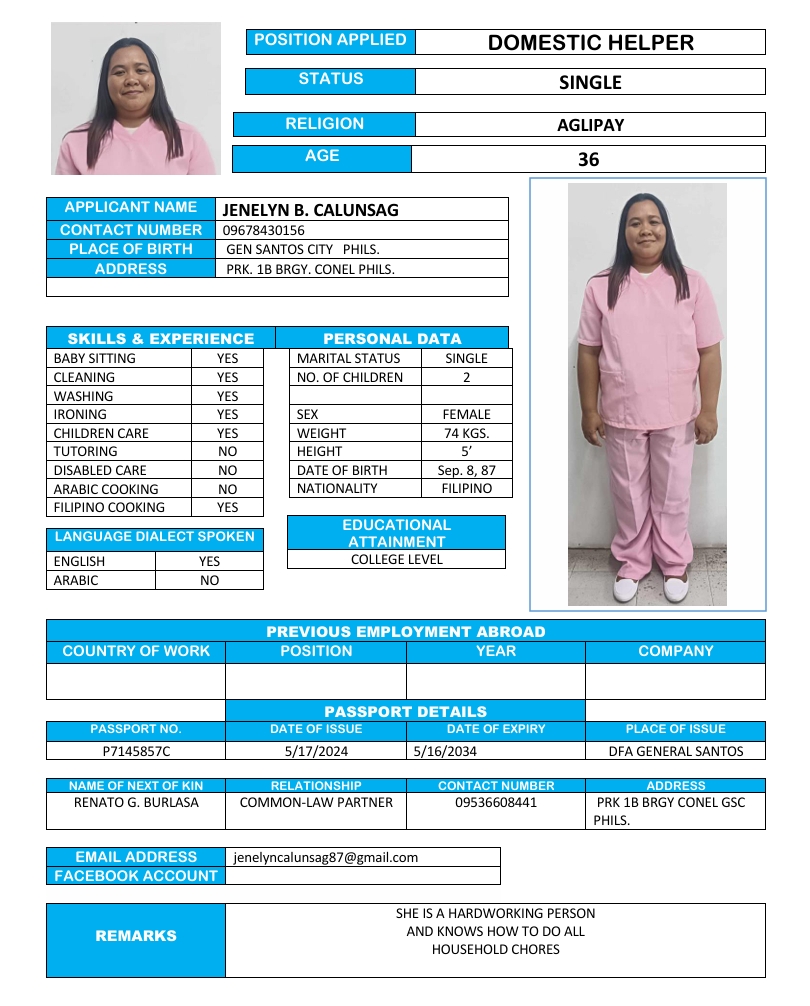 POSITION APPLIED DOMESTIC HELPER
STATUS SINGLE
RELIGION AGLIPAY
AGE 36
APPLICANT NAME JENELYN B. CALUNSAG
CONTACT NUMBER 09678430156
PLACE OF BIRTH GEN SANTOS CITY PHILS.
ADDRESS PRK. 1B BRGY. CONEL PHILS.
SKILLS & EXPERIENCE PERSONAL DATA
BABY SITTING YES MARITAL STATUS SINGLE
CLEANING YES NO. OF CHILDREN 2
WASHING YES
IRONING YES SEX FEMALE
CHILDREN CARE YES WEIGHT 74 KGS.
TUTORING NO HEIGHT 5’
DISABLED CARE NO DATE OF BIRTH Sep. 8, 87
ARABIC COOKING NO NATIONALITY FILIPINO
FILIPINO COOKING YES
LANGUAGE DIALECT SPOKEN
ENGLISH YES
ARABIC NO
EDUCATIONAL
ATTAINMENT
COLLEGE LEVEL
PREVIOUS EMPLOYMENT ABROAD
COUNTRY OF WORK POSITION YEAR COMPANY
PASSPORT DETAILS
PASSPORT NO. DATE OF ISSUE DATE OF EXPIRY PLACE OF ISSUE
P7145857C 5/17/2024 5/16/2034 DFA GENERAL SANTOS
NAME OF NEXT OF KIN RELATIONSHIP CONTACT NUMBER ADDRESS
RENATO G. BURLASA COMMON-LAW PARTNER 09536608441 PRK 1B BRGY CONEL GSC
PHILS.
EMAIL ADDRESS jenelyncalunsag87@gmail.com
FACEBOOK ACCOUNT
REMARKS
SHE IS A HARDWORKING PERSON
AND KNOWS HOW TO DO ALL
HOUSEHOLD CHORES